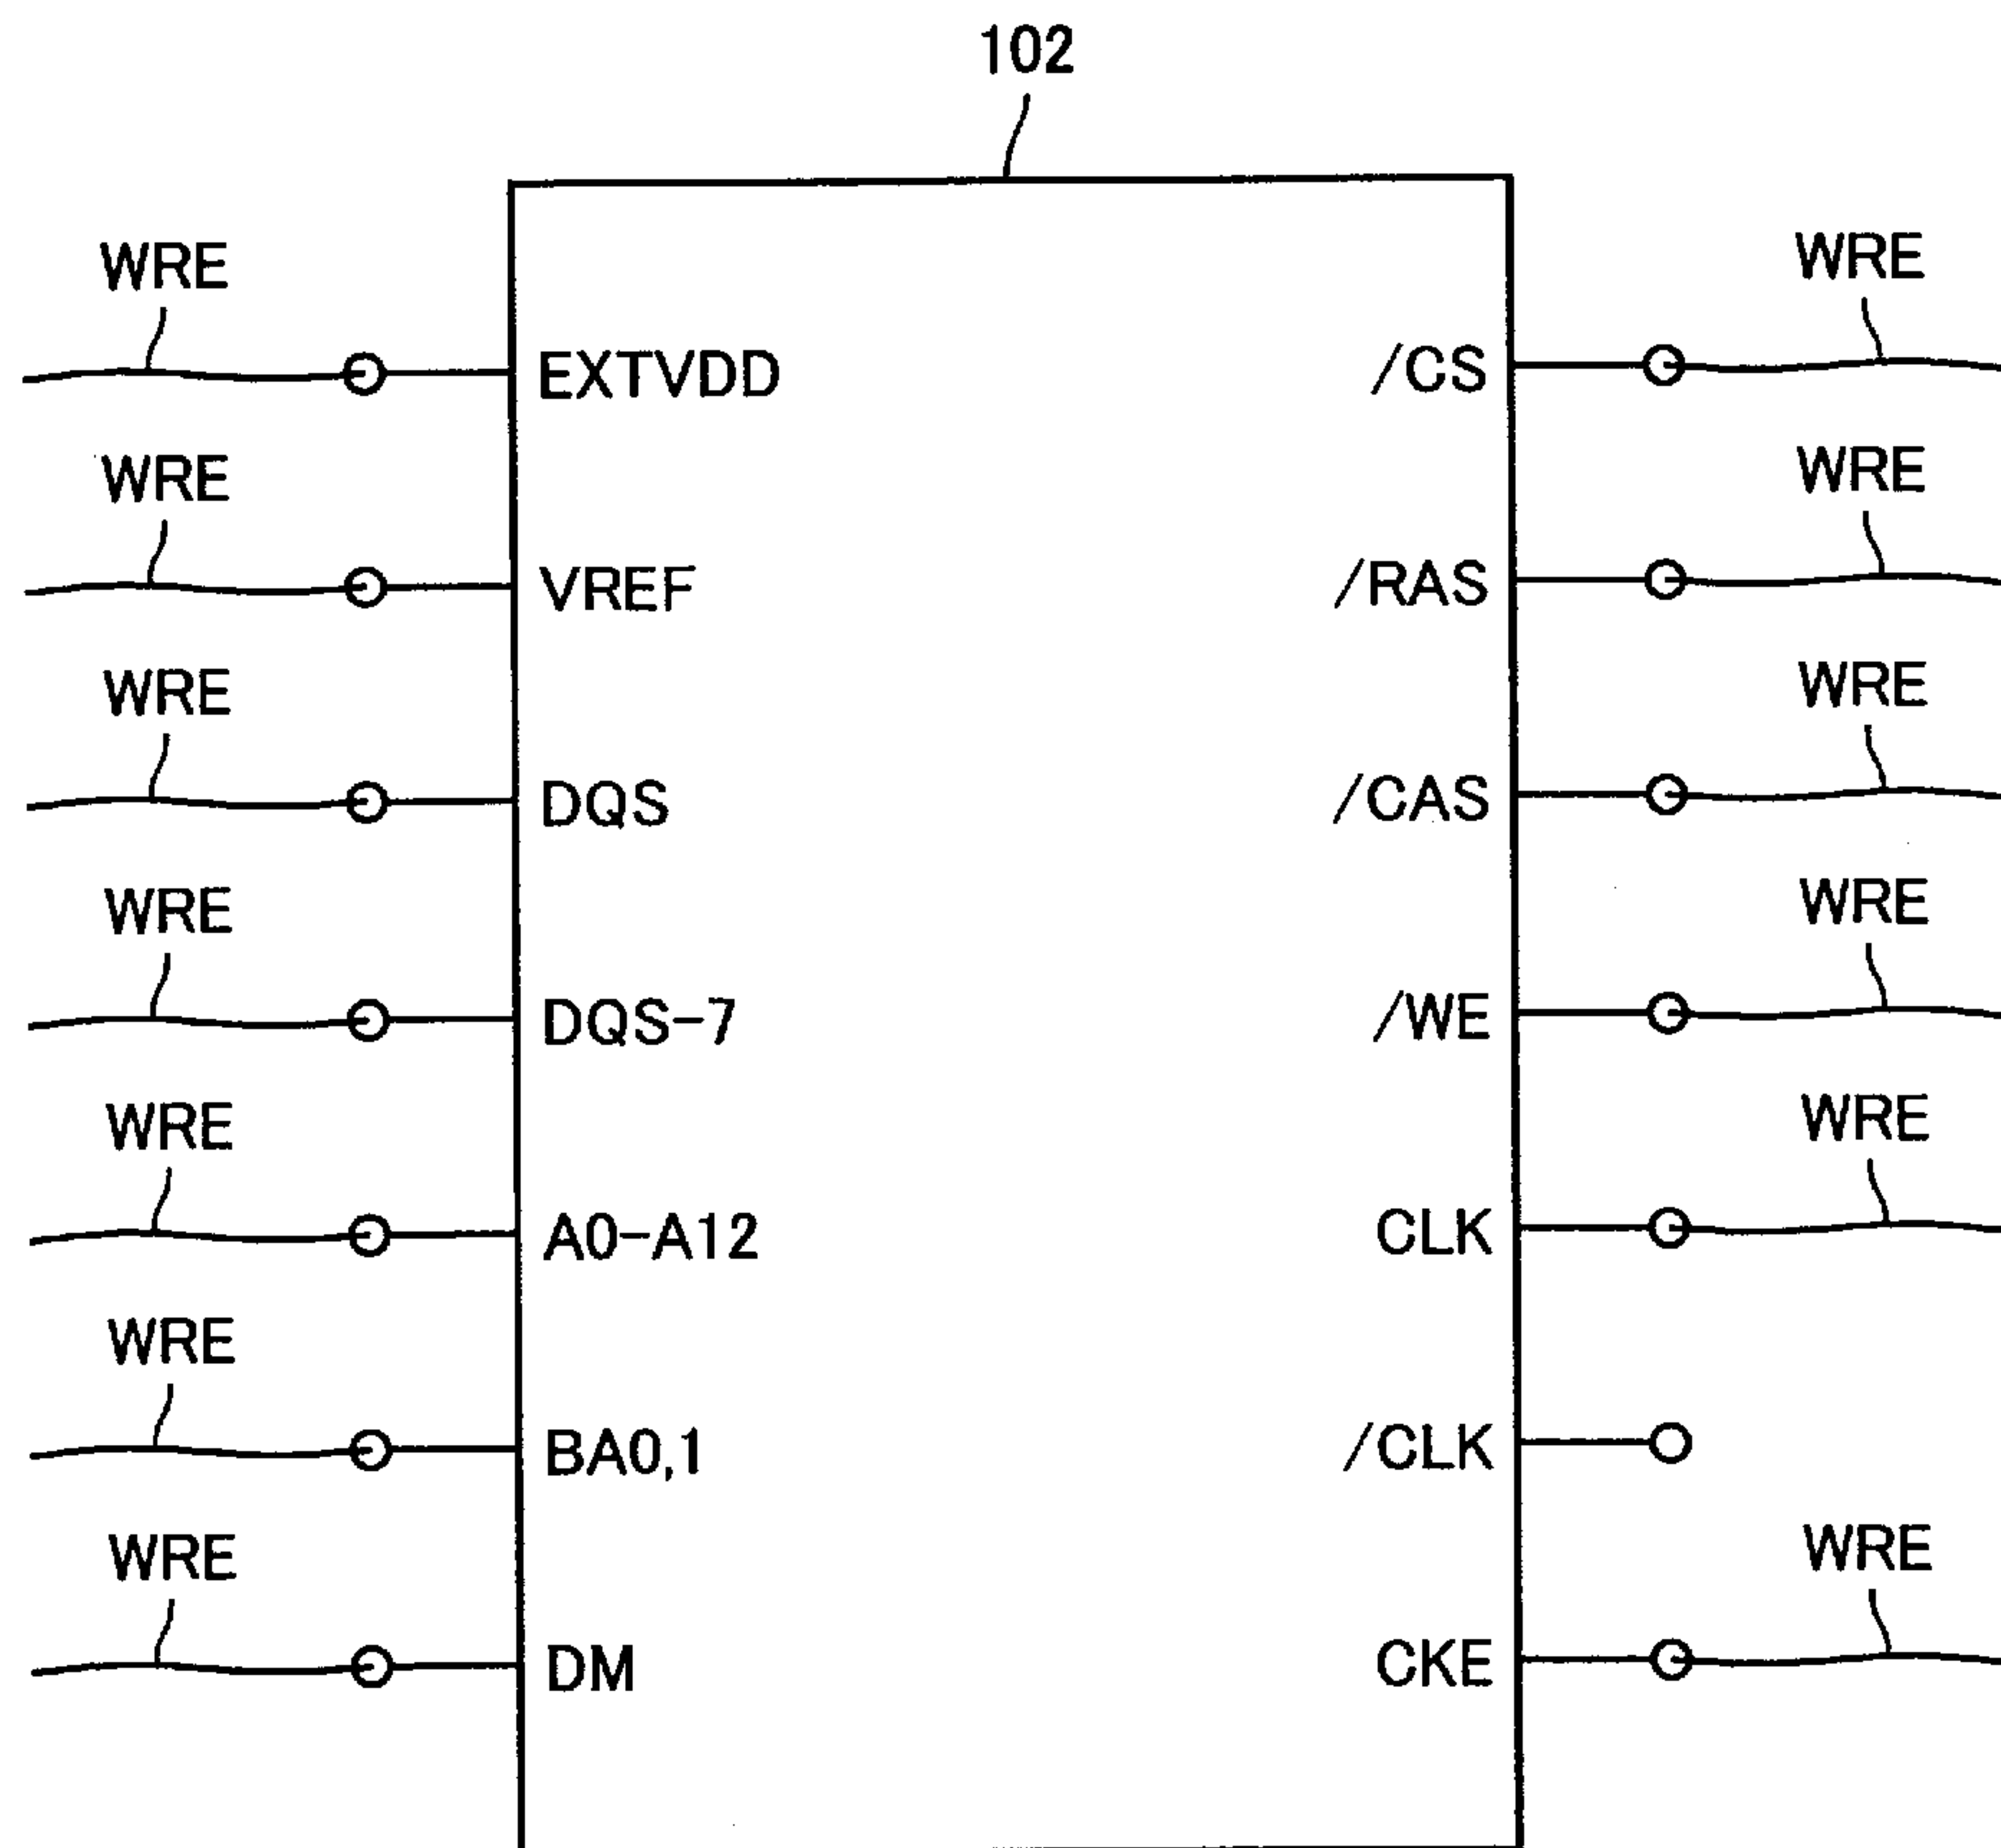 102
WRE WRE
EXTVDD /CS
WRE WRE
VREF /RAS
WRE WRE
DQS /CAS
WRE WRE
DQS-7 /WE
WRE WRE
A0-A12 CLK
WRE
BA0,1 /CLK
WRE WRE
DM CKE